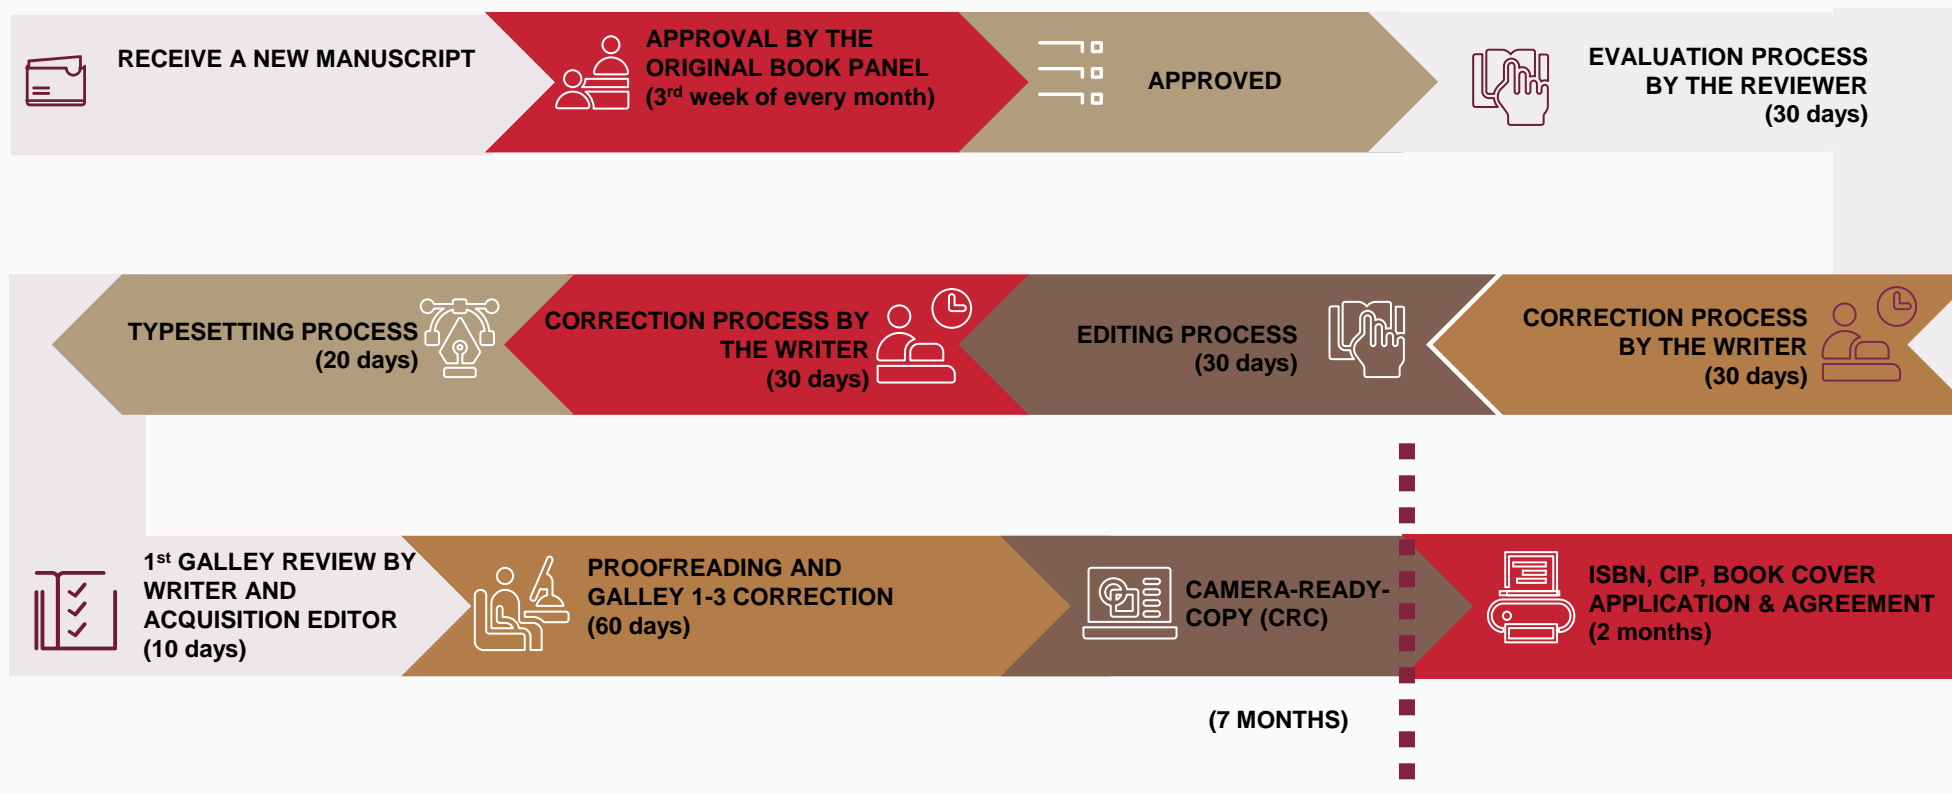 RECEIVE A NEW MANUSCRIPT
APPROVAL BY THE
ORIGINAL BOOK PANEL
(3rd week of every month)
APPROVED
EVALUATION PROCESS
BY THE REVIEWER
(30 days)
CORRECTION PROCESS
BY THE WRITER
(30 days)
EDITING PROCESS
(30 days)
CORRECTION PROCESS BY
THE WRITER
(30 days)
TYPESETTING PROCESS
(20 days)
1st GALLEY REVIEW BY
WRITER AND
ACQUISITION EDITOR
(10 days)
PROOFREADING AND
GALLEY 1-3 CORRECTION
(60 days)
CAMERA-READY-
COPY (CRC)
ISBN, CIP, BOOK COVER
APPLICATION & AGREEMENT
(2 months)
(7 MONTHS)